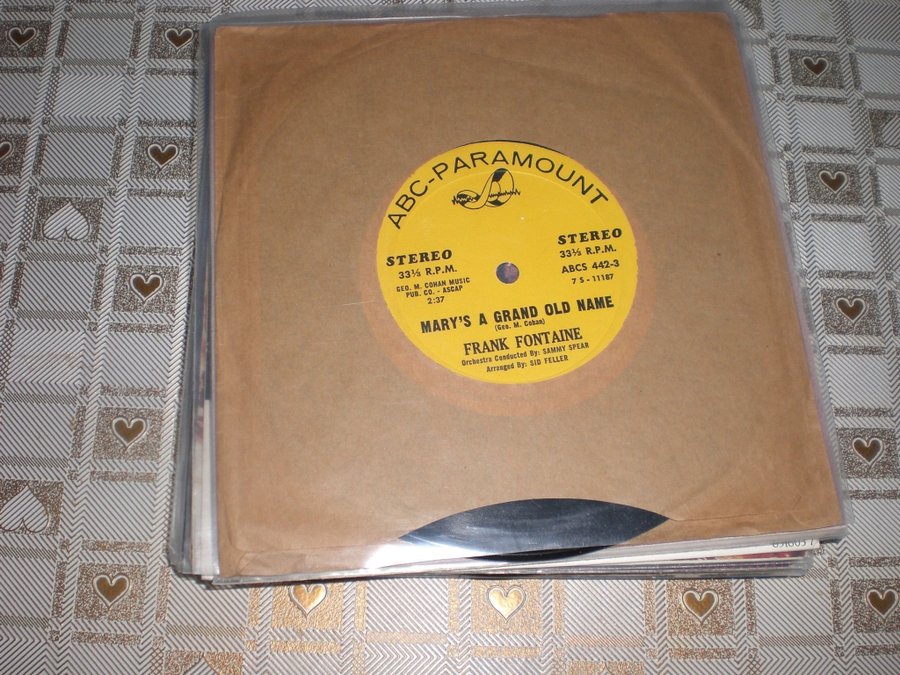 ABC-PARAMOUNT
STEREO
33⅓ R.P.M.
GEO. M. COHAN MUSIC
PUB. CO. - ASCAP
2:37
STEREO
33⅓ R.P.M.
ABCS 442-3
7 S - 11187
MARY'S A GRAND OLD NAME
(Geo. M. Cohan)
FRANK FONTAINE
Orchestra Conducted By: SAMMY SPEAR
Arranged By: SID FELLER